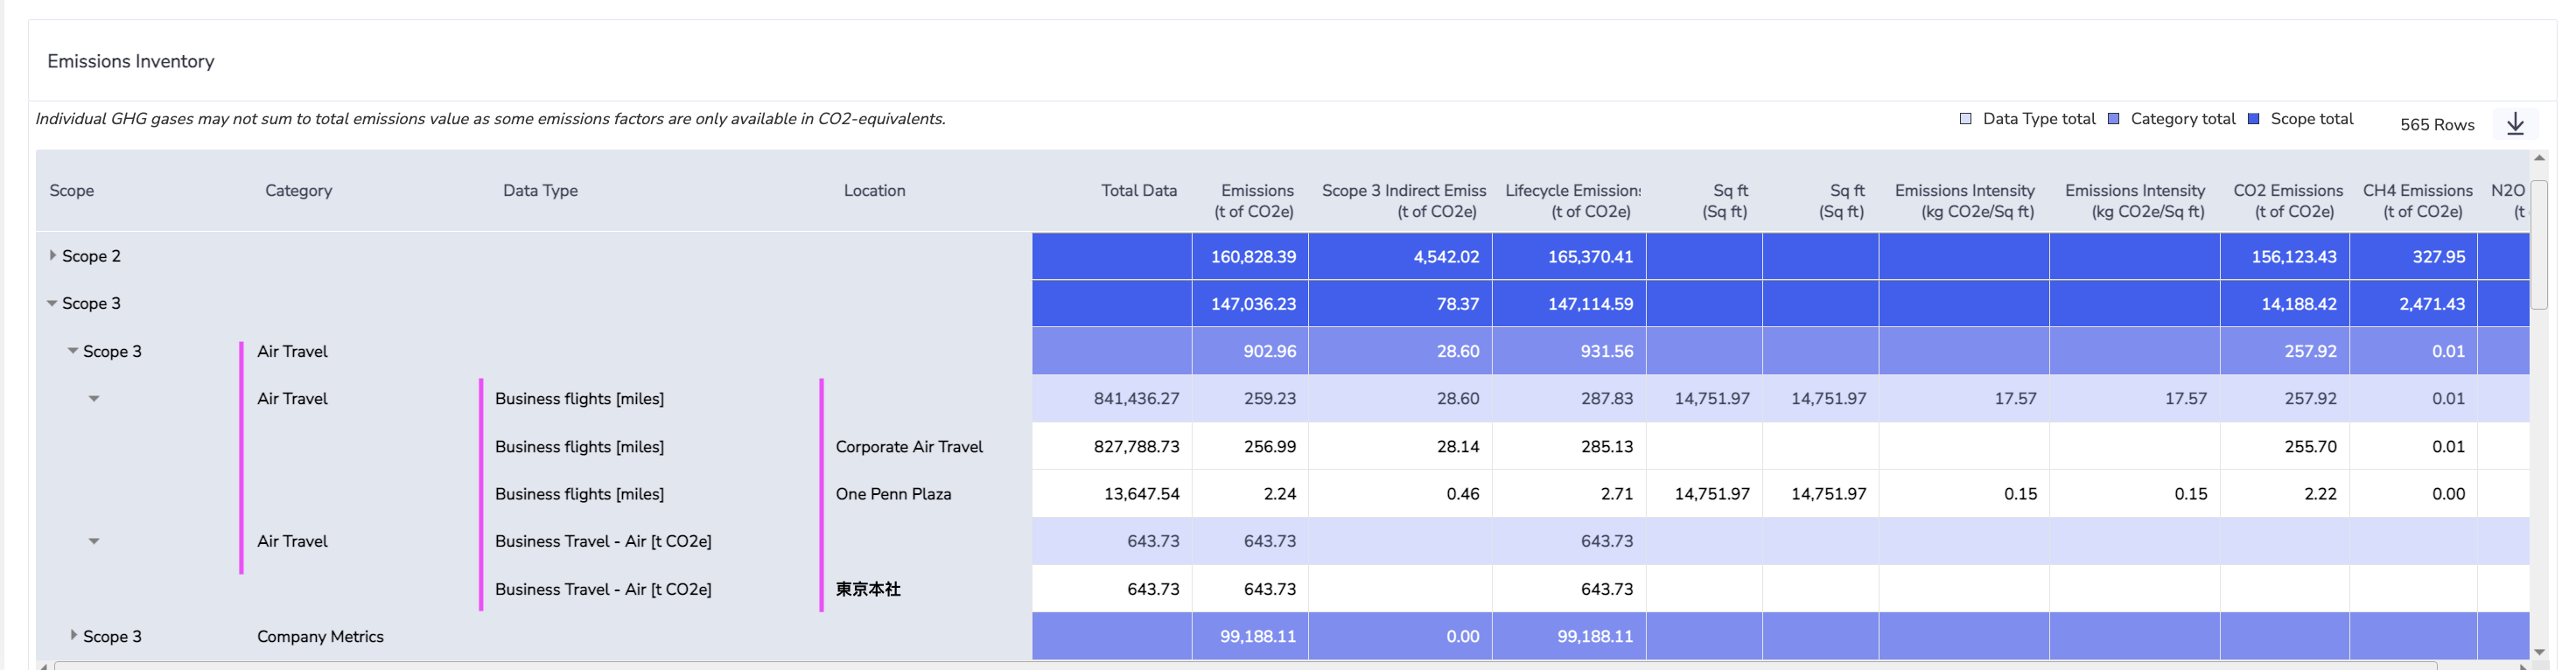 Emissions Inventory
Individual GHG gases may not sum to total emissions value as some emissions factors are only available in CO2-equivalents.
Data Type total Category total Scope total 565 Rows
Scope Category Data Type Location Total Data Emissions Scope 3 Indirect Emiss Lifecycle Emissions Sq ft Sq ft Emissions Intensity Emissions Intensity CO2 Emissions CH4 Emissions N2O
(t of CO2e) (t of CO2e) (t of CO2e) (Sq ft) (Sq ft) (kg CO2e/Sq ft) (kg CO2e/Sq ft) (t of CO2e) (t of CO2e) (t
Scope 2 160,828.39 4,542.02 165,370.41 156,123.43 327.95
Scope 3 147,036.23 78.37 147,114.59 14,188.42 2,471.43
Scope 3 Air Travel 902.96 28.60 931.56 257.92 0.01
Air Travel Business flights [miles] 841,436.27 259.23 28.60 287.83 14,751.97 14,751.97 17.57 17.57 257.92 0.01
Business flights [miles] Corporate Air Travel 827,788.73 256.99 28.14 285.13 255.70 0.01
Business flights [miles] One Penn Plaza 13,647.54 2.24 0.46 2.71 14,751.97 14,751.97 0.15 0.15 2.22 0.00
Air Travel Business Travel - Air [t CO2e] 643.73 643.73 643.73
Business Travel - Air [t CO2e] 東京本社 643.73 643.73 643.73
Scope 3 Company Metrics 99,188.11 0.00 99,188.11